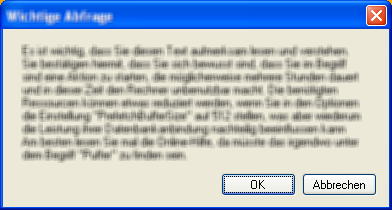 Wichtige Abfrage
Es ist wichtig, dass Sie diesen Text aufmerksam lesen und verstehen.
Sie bestätigen hiermit, dass Sie sich bewusst sind, dass Sie im Begriff
sind eine Aktion zu starten, die möglicherweise mehrere Stunden dauert
und in dieser Zeit den Rechner unbenutzbar macht. Die benötigten
Ressourcen können etwas reduziert werden, wenn Sie in den Optionen
die Einstellung "PrefetchBufferSize" auf 512 stellen, was aber wiederum
die Leistung ihrer Datenbankanbindung nachteilig beeinflussen kann.
Am besten lesen Sie mal die Online-Hilfe, da müsste das irgendwo unter
dem Begriff "Puffer" zu finden sein.
OK
Abbrechen